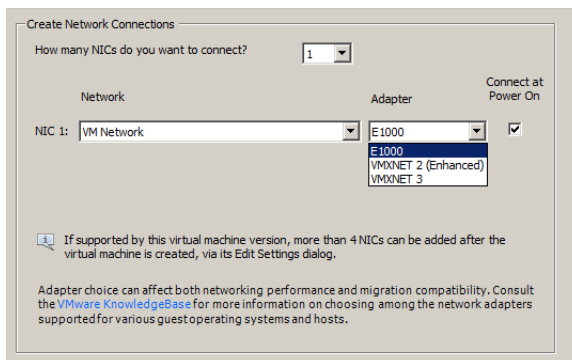 Create Network Connections
How many NICs do you want to connect? 1
Connect at
Network Adapter Power On
NIC 1: VM Network E1000
E1000
VMXNET 2 (Enhanced)
VMXNET 3
If supported by this virtual machine version, more than 4 NICs can be added after the
virtual machine is created, via its Edit Settings dialog.
Adapter choice can affect both networking performance and migration compatibility. Consult
the VMware KnowledgeBase for more information on choosing among the network adapters
supported for various guest operating systems and hosts.